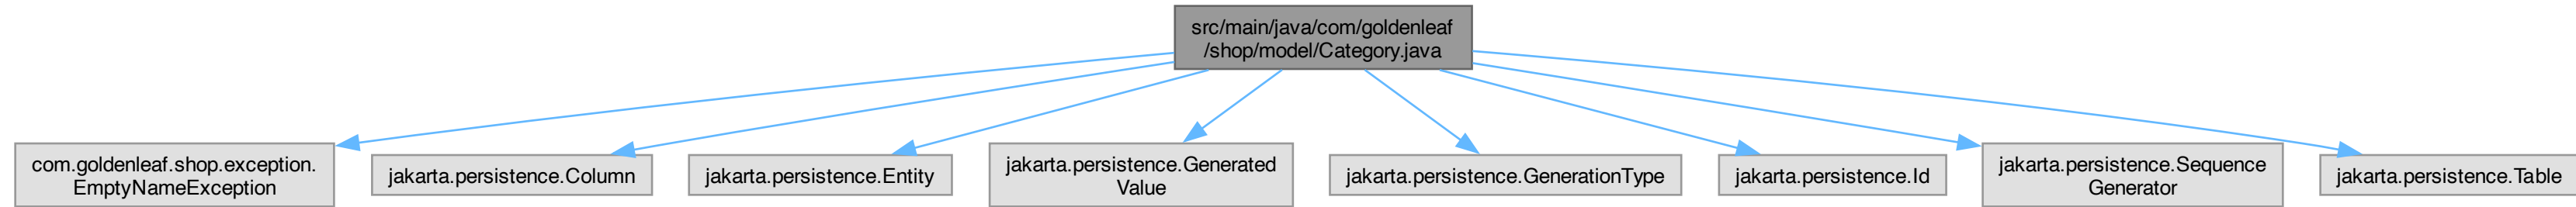 src/main/java/com/goldenleaf
/shop/model/Category.java
com.goldenleaf.shop.exception.
EmptyNameException
jakarta.persistence.Column
jakarta.persistence.Entity
jakarta.persistence.Generated
Value
jakarta.persistence.GenerationType
jakarta.persistence.Id
jakarta.persistence.Sequence
Generator
jakarta.persistence.Table